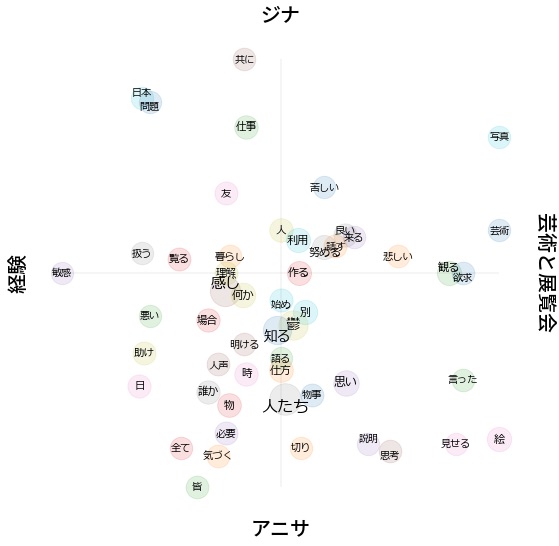 ジナ
共に
日本
問題
仕事
写真
友
苦しい
人
利用
良い
来る
芸術
努める
話す
扱う
覧る
暮らし
悲しい
経験
芸術と展覧会
敏感
理解
作る
観る
欲求
感じ
何か
始め
別
悪い
場合
鬱
知る
明ける
助け
語る
人声
仕方
時
日
思い
言った
誰か
物事
物
人たち
必要
説明
絵
見せる
全て
気づく
切り
思考
皆
アニサ